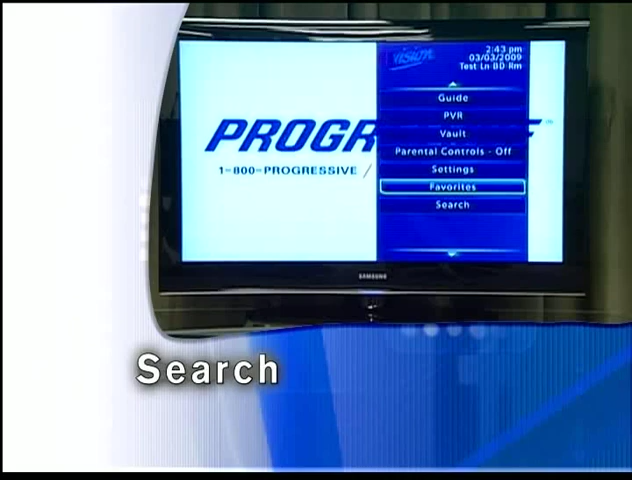 VISION
2:43 pm
03/03/2009
Test Ln BD Rm
Guide
PVR
Vault
Parental Controls - Off
Settings
Favorites
Search
PROGR
1-800-PROGRESSIVE /
SAMSUNG
Search